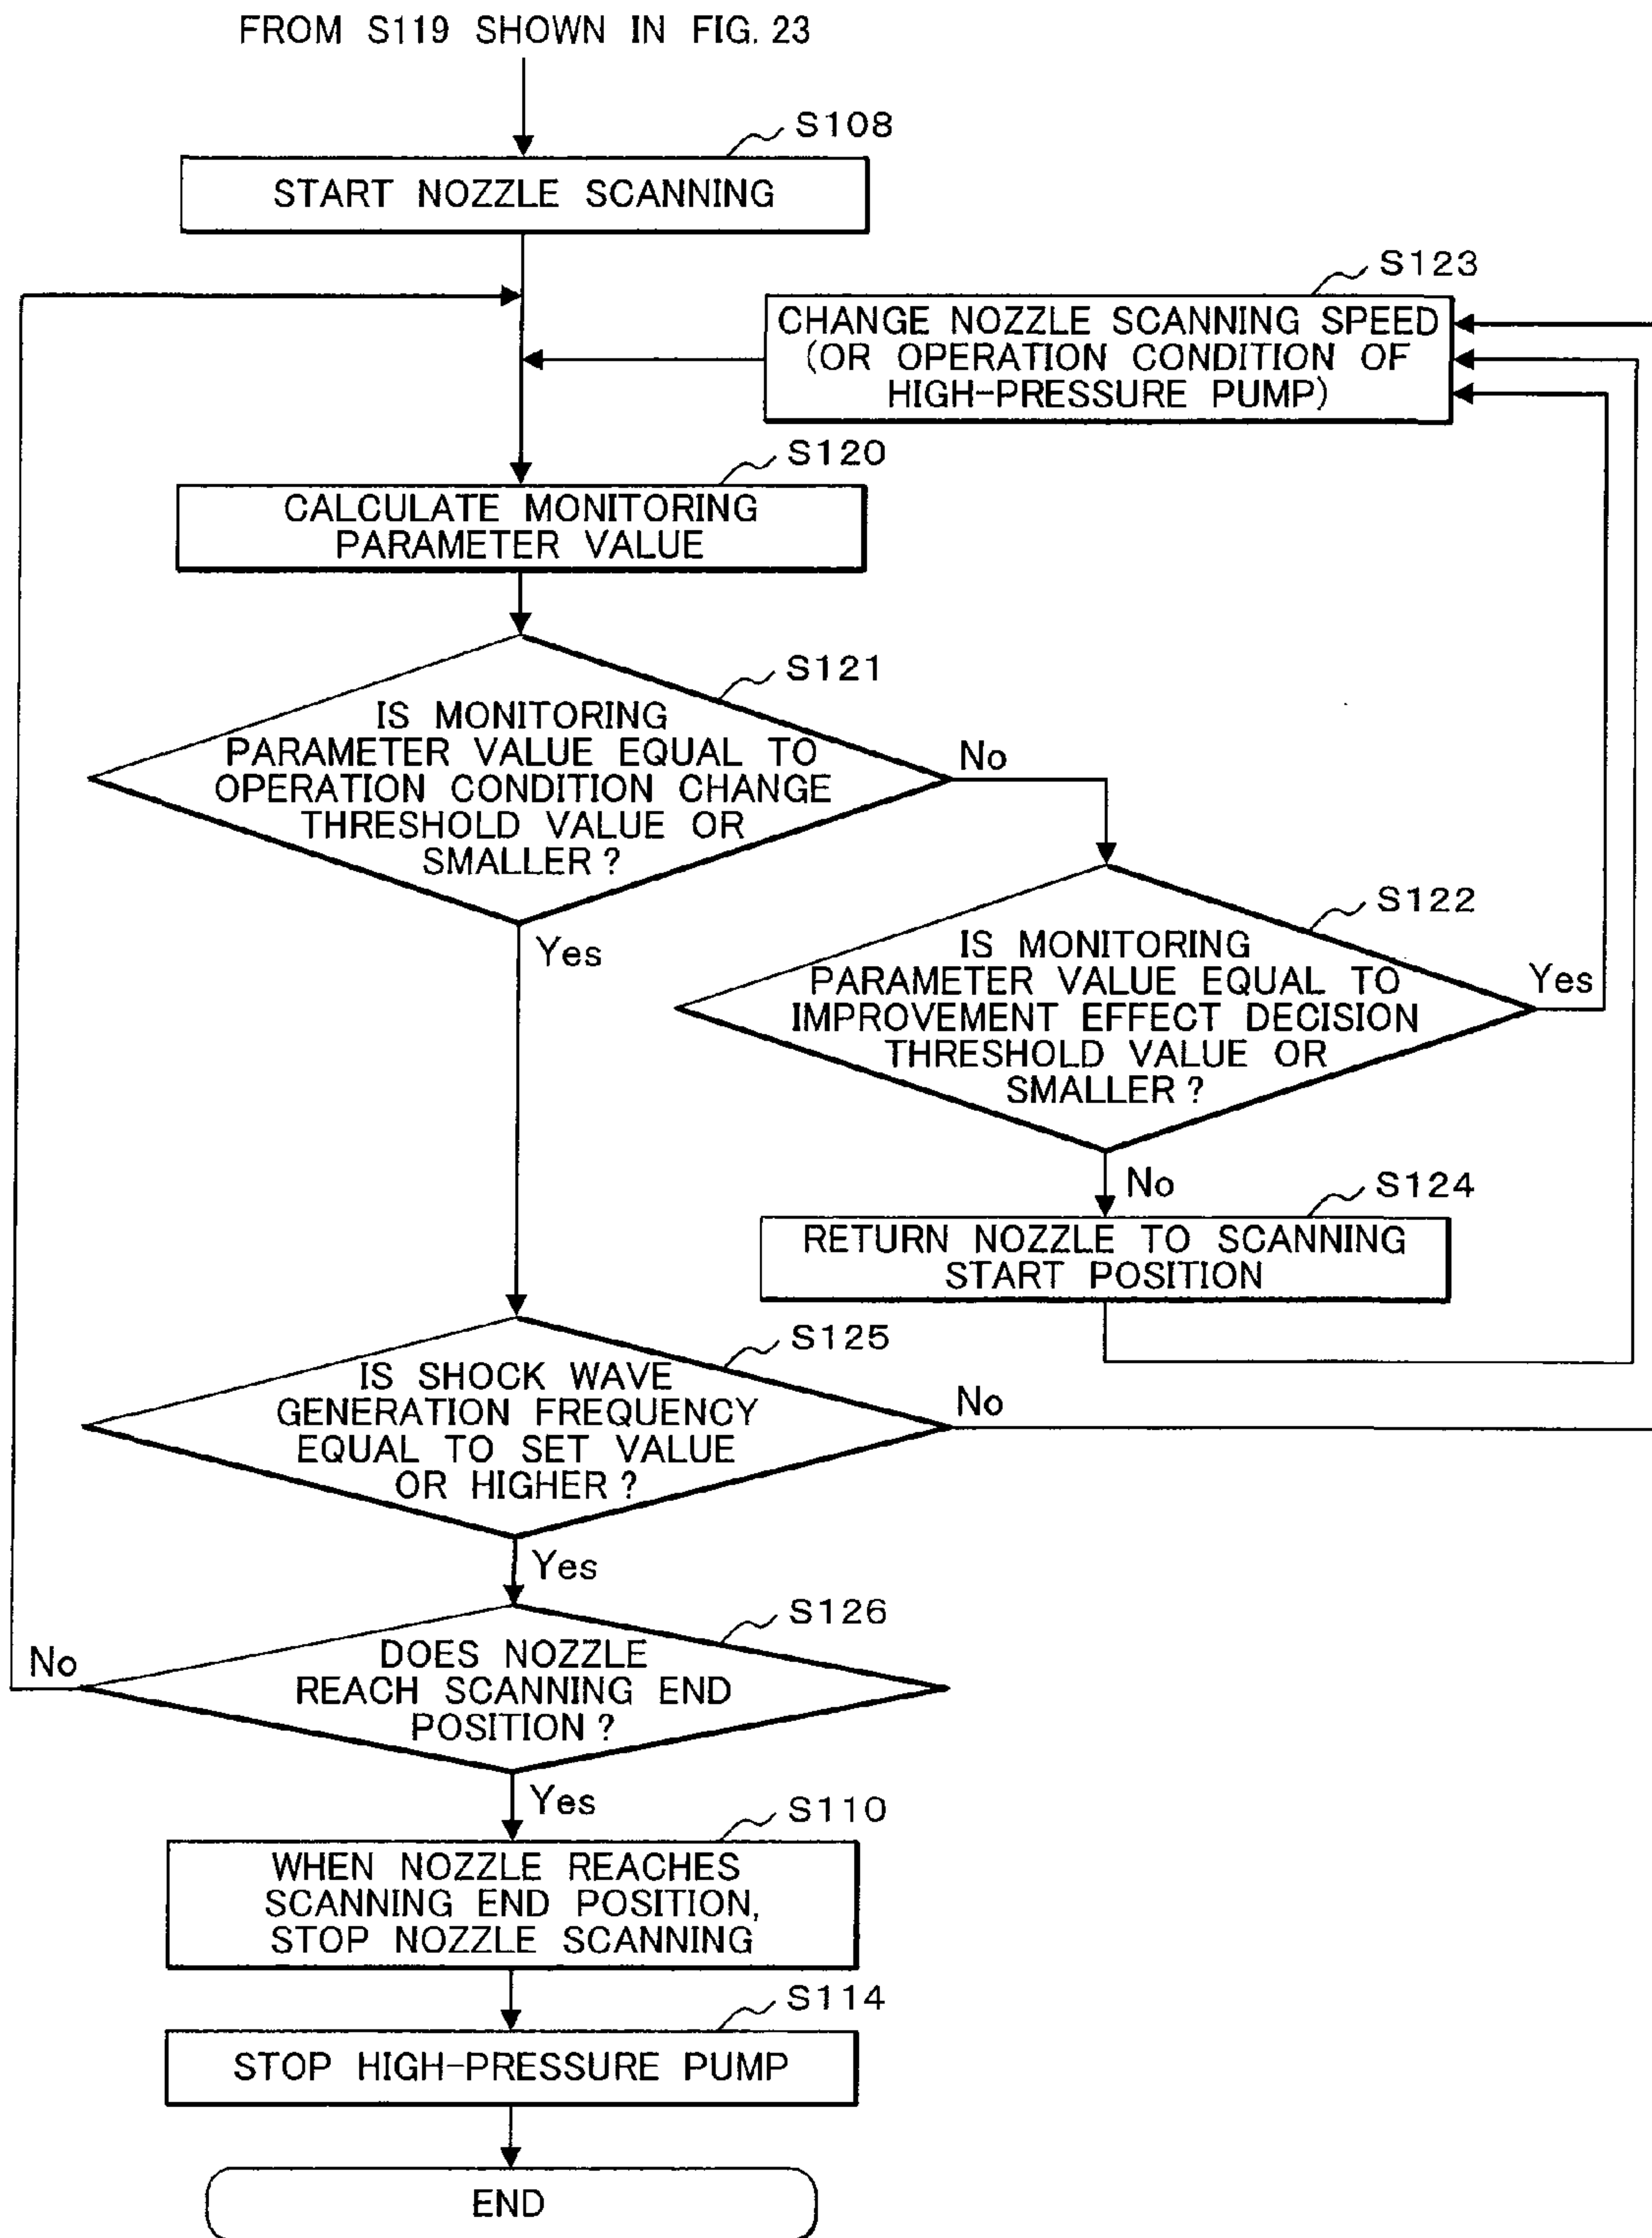 FROM S119 SHOWN IN FIG. 23
S108
START NOZZLE SCANNING
S123
CHANGE NOZZLE SCANNING SPEED
(OR OPERATION CONDITION OF
HIGH-PRESSURE PUMP)
S120
CALCULATE MONITORING
PARAMETER VALUE
S121
IS MONITORING
PARAMETER VALUE EQUAL TO
OPERATION CONDITION CHANGE
THRESHOLD VALUE OR
SMALLER?
No
Yes
S122
IS MONITORING
PARAMETER VALUE EQUAL TO
IMPROVEMENT EFFECT DECISION
THRESHOLD VALUE OR
SMALLER?
Yes
No
S124
RETURN NOZZLE TO SCANNING
START POSITION
S125
IS SHOCK WAVE
GENERATION FREQUENCY
EQUAL TO SET VALUE
OR HIGHER?
No
Yes
S126
DOES NOZZLE
REACH SCANNING END
POSITION?
No
Yes
S110
WHEN NOZZLE REACHES
SCANNING END POSITION,
STOP NOZZLE SCANNING
S114
STOP HIGH-PRESSURE PUMP
END